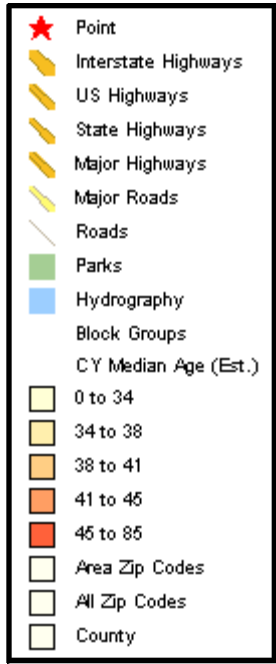 Point
Interstate Highways
US Highways
State Highways
Major Highways
Major Roads
Roads
Parks
Hydrography
Block Groups
CY Median Age (Est.)
0 to 34
34 to 38
38 to 41
41 to 45
45 to 85
Area Zip Codes
All Zip Codes
County